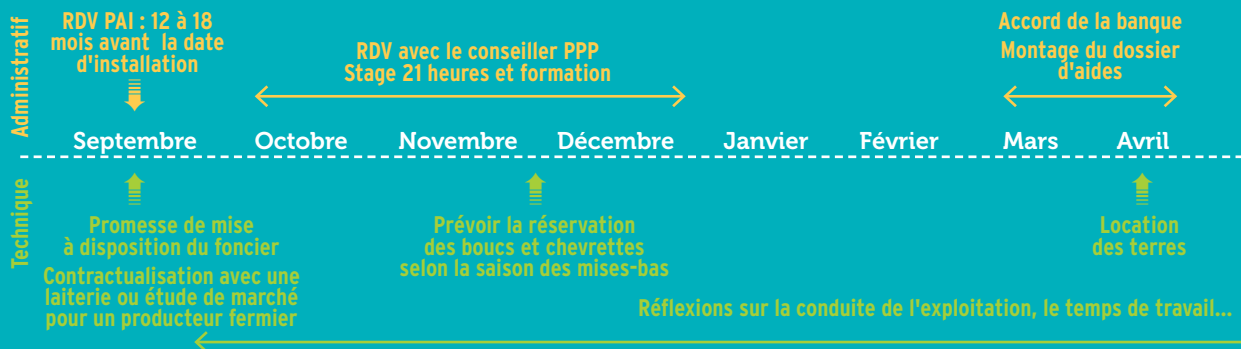 Administratif
RDV PAI : 12 à 18
mois avant la date
d'installation
RDV avec le conseiller PPP
Stage 21 heures et formation
Accord de la banque
Montage du dossier
d'aides
Septembre Octobre Novembre Décembre Janvier Février Mars Avril
Technique
Promesse de mise
à disposition du foncier
Contractualisation avec une
laiterie ou étude de marché
pour un producteur fermier
Prévoir la réservation
des boucs et chevrettes
selon la saison des mises-bas
Location
des terres
Réflexions sur la conduite de l'exploitation, le temps de travail...